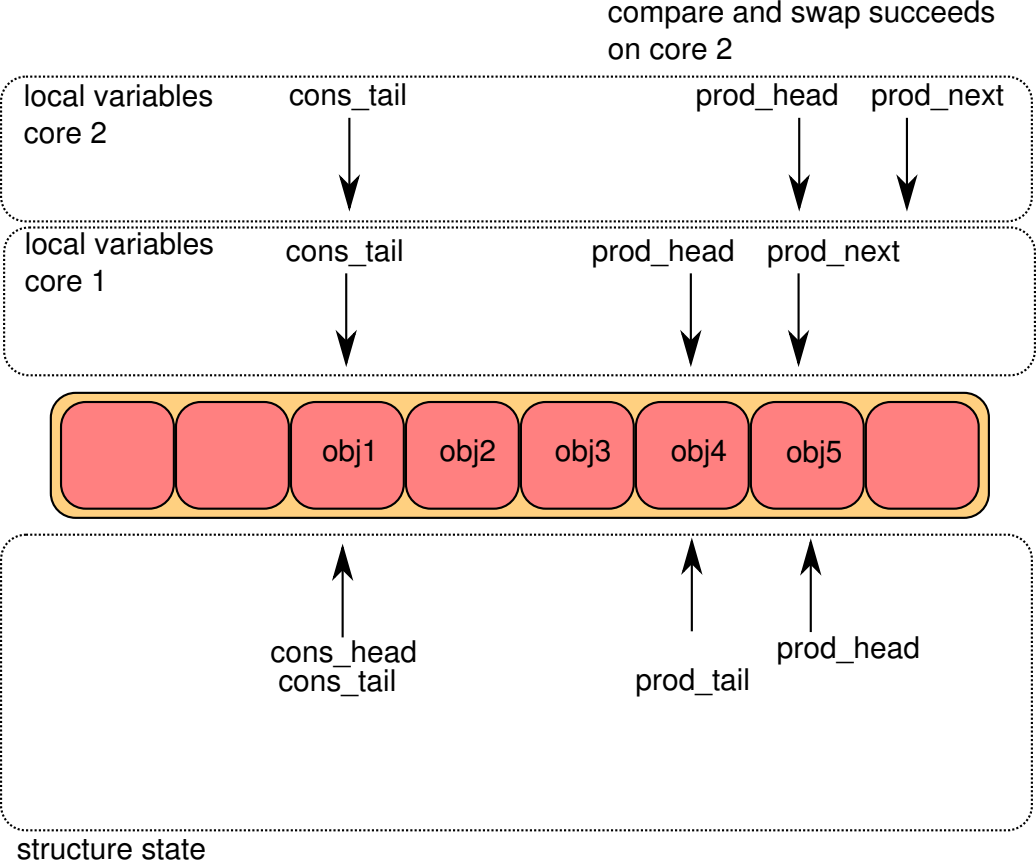 compare and swap succeeds
on core 2
local variables
core 2
cons_tail
prod_head
prod_next
local variables
core 1
cons_tail
prod_head
prod_next
obj1
obj2
obj3
obj4
obj5
cons_head
cons_tail
prod_tail
prod_head
structure state